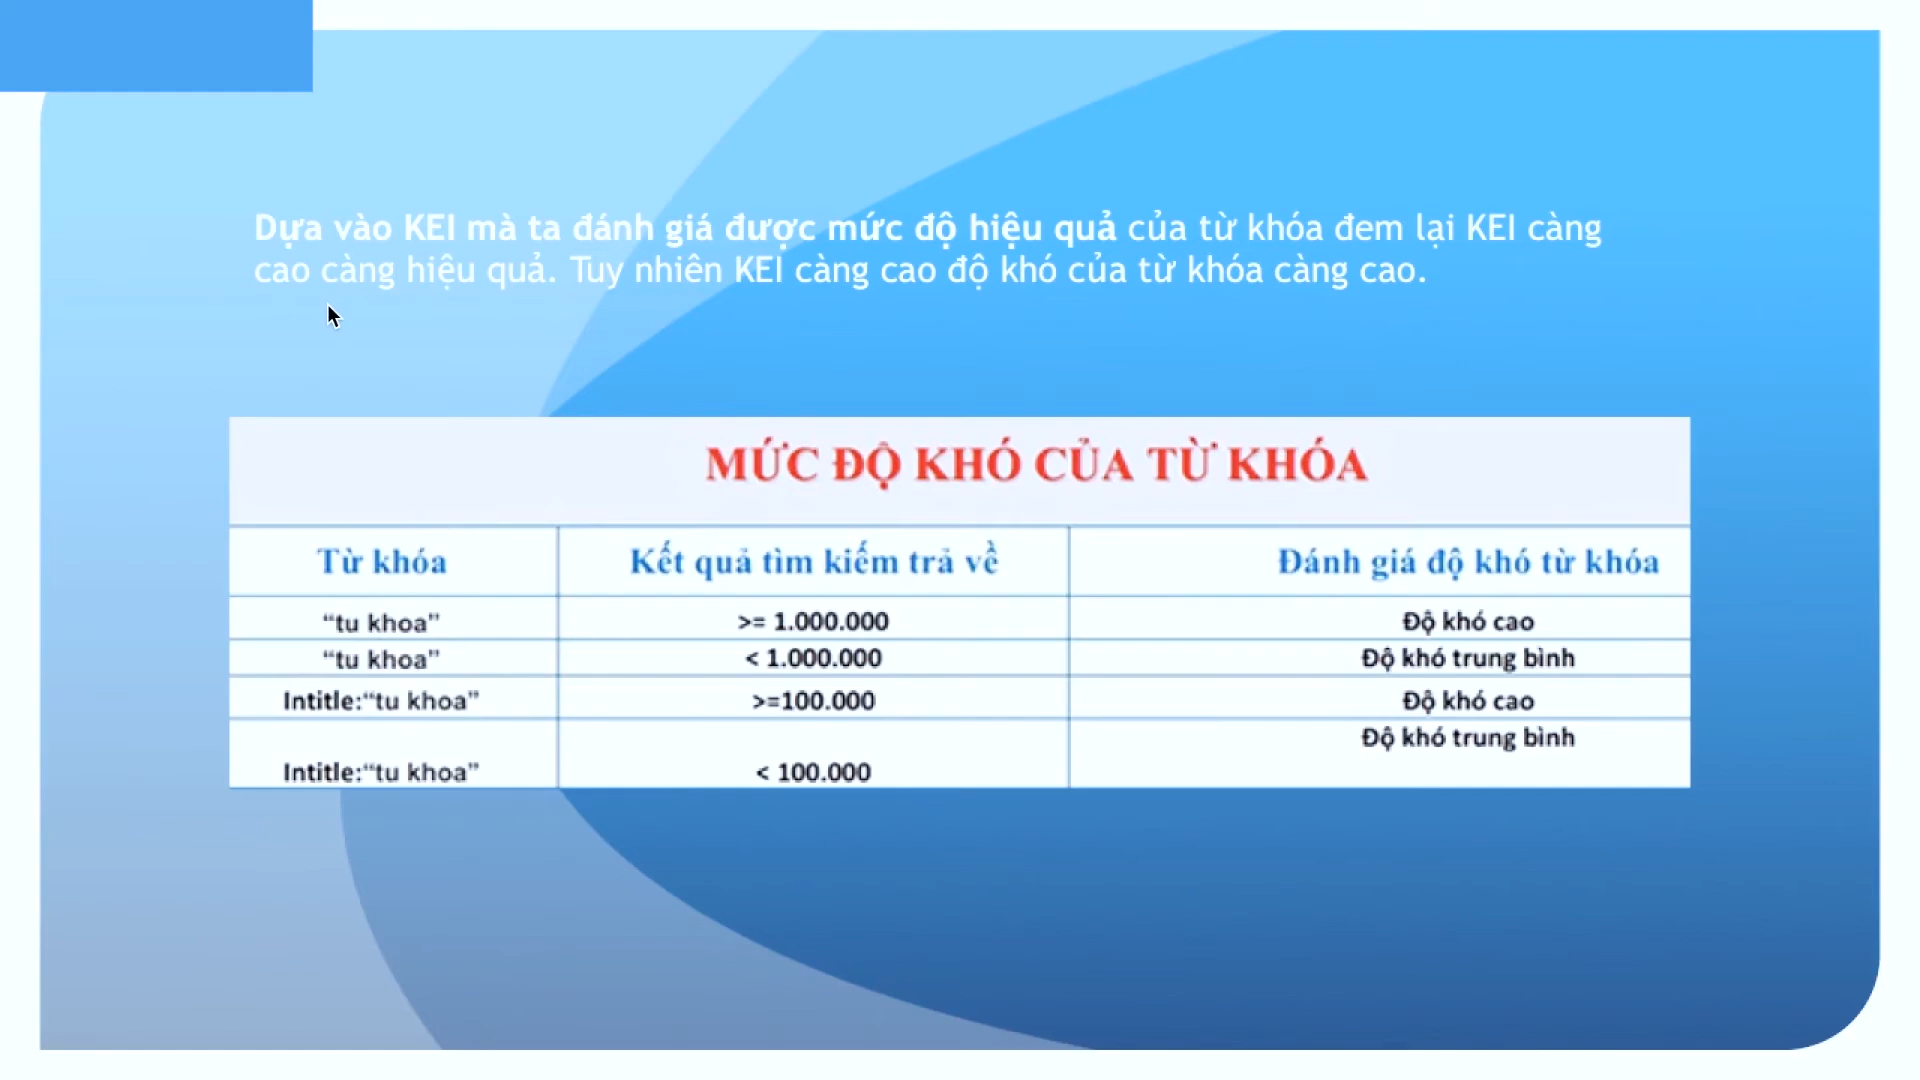 Dựa vào KEI mà ta đánh giá được mức độ hiệu quả của từ khóa đem lại KEI càng
cao càng hiệu quả. Tuy nhiên KEI càng cao độ khó của từ khóa càng cao.
MỨC ĐỘ KHÓ CỦA TỪ KHÓA
Từ khóa Kết quả tìm kiếm trả về Đánh giá độ khó từ khóa
“tu khoa” >= 1.000.000 Độ khó cao
“tu khoa” < 1.000.000 Độ khó trung bình
Intitle:“tu khoa” >=100.000 Độ khó cao
Độ khó trung bình
Intitle:“tu khoa” < 100.000